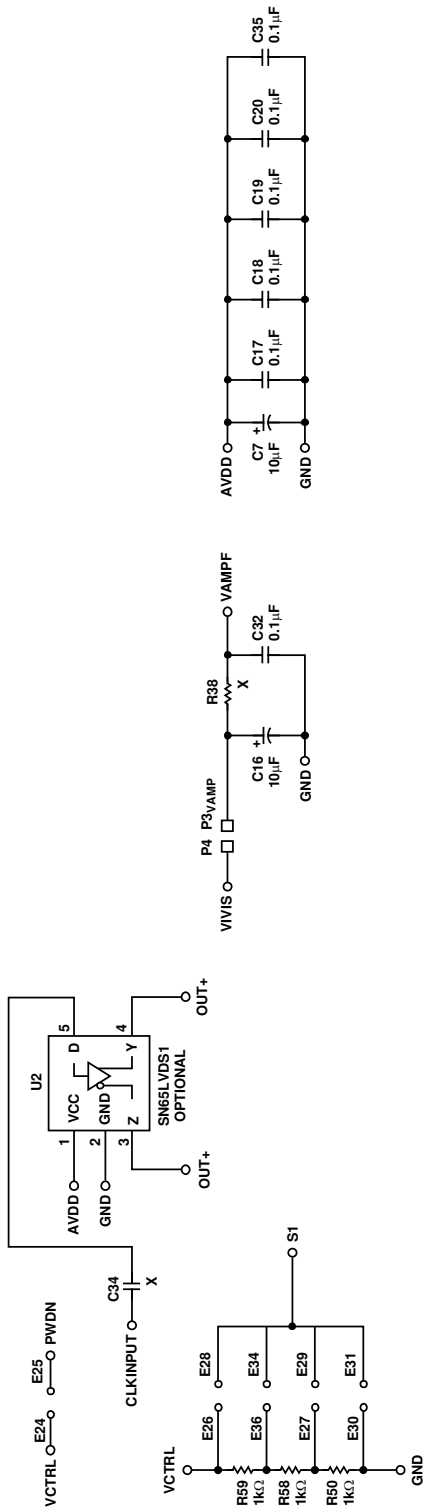 VCTRL
E24
E25
PWDN
CLKINPUT
C34
X
AVDD
GND
U2
1
2
3
4
5
VCC
GND
Z
D
Y
SN65LVDS1
OPTIONAL
OUT+
OUT+
VCTRL
E26
E28
E36
E34
E27
E29
E30
E31
R59
1kΩ
R58
1kΩ
R50
1kΩ
GND
S1
VIVIS
P4
P3
VAMP
R38
X
VAMPF
C16
+
10μF
C32
0.1μF
GND
AVDD
GND
C7
+
10μF
C17
0.1μF
C18
0.1μF
C19
0.1μF
C20
0.1μF
C35
0.1μF